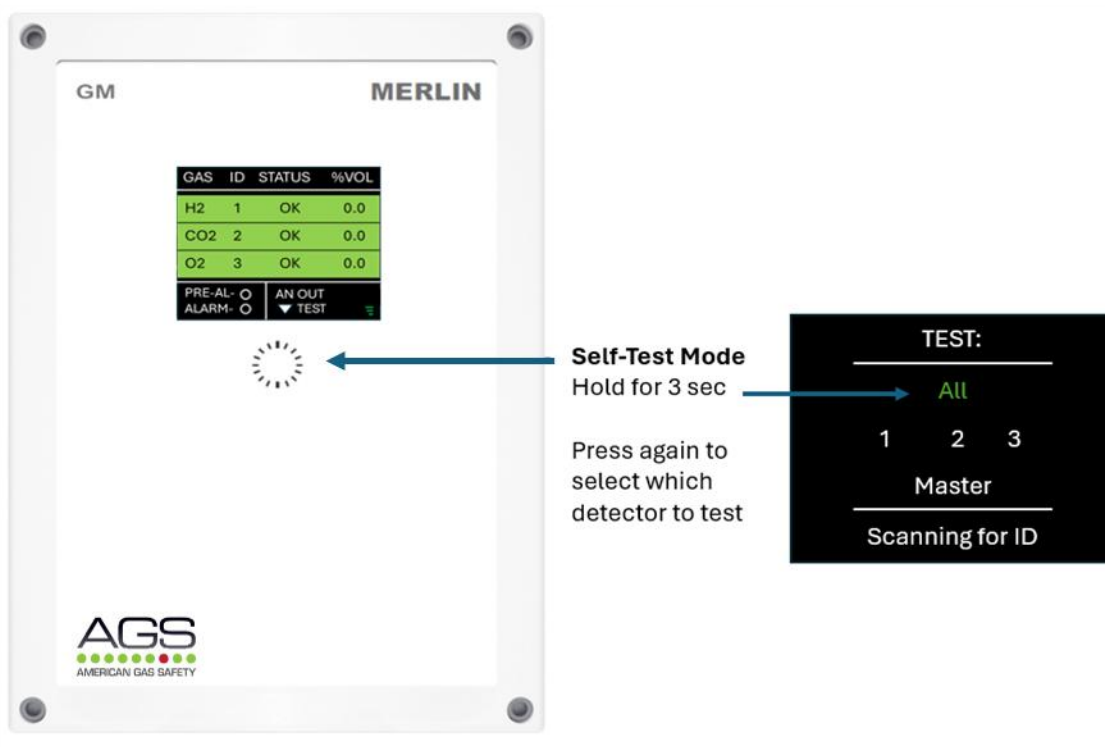 GM MERLIN
GAS ID STATUS %VOL
H2 1 OK 0.0
CO2 2 OK 0.0
O2 3 OK 0.0
PRE-AL- AN OUT
ALARM- ▼ TEST
Self-Test Mode
Hold for 3 sec
Press again to
select which
detector to test
TEST:
All
1 2 3
Master
Scanning for ID
AGS
AMERICAN GAS SAFETY